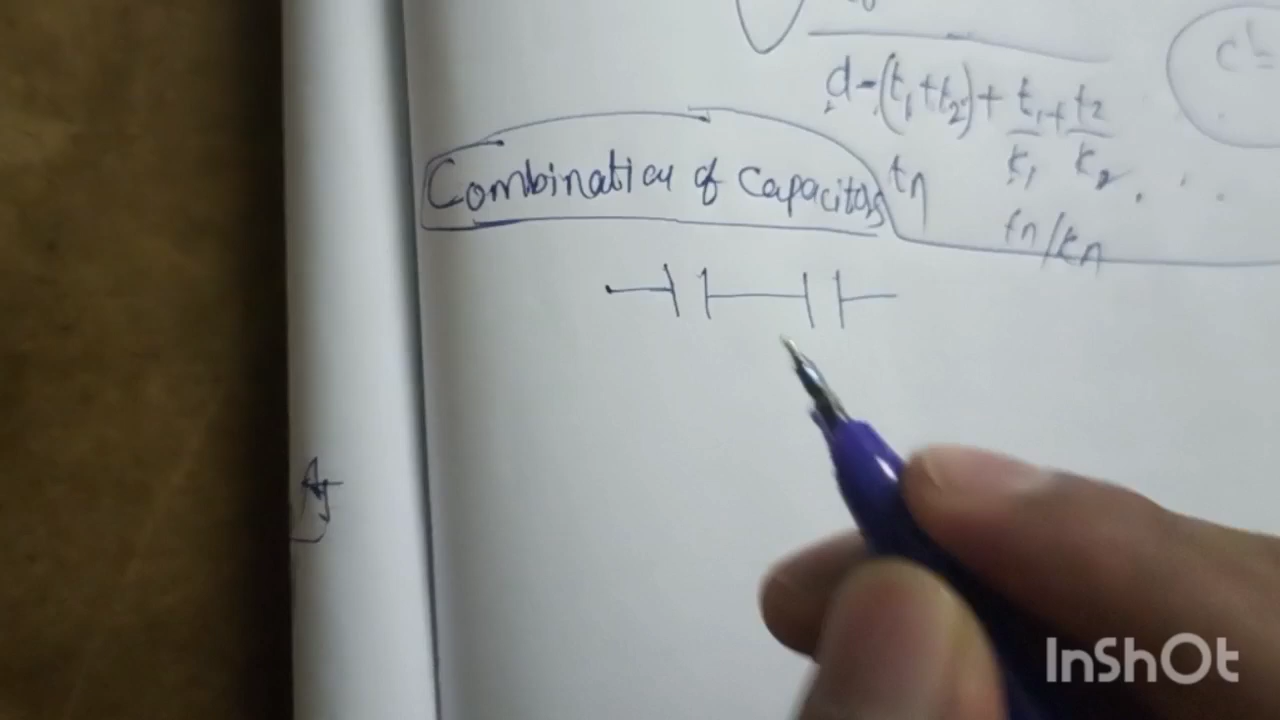 d-(t1+t2)+ t1/k1 + t2/k2 . . .
tn tn/kn
Combination of Capacitors
InShOt